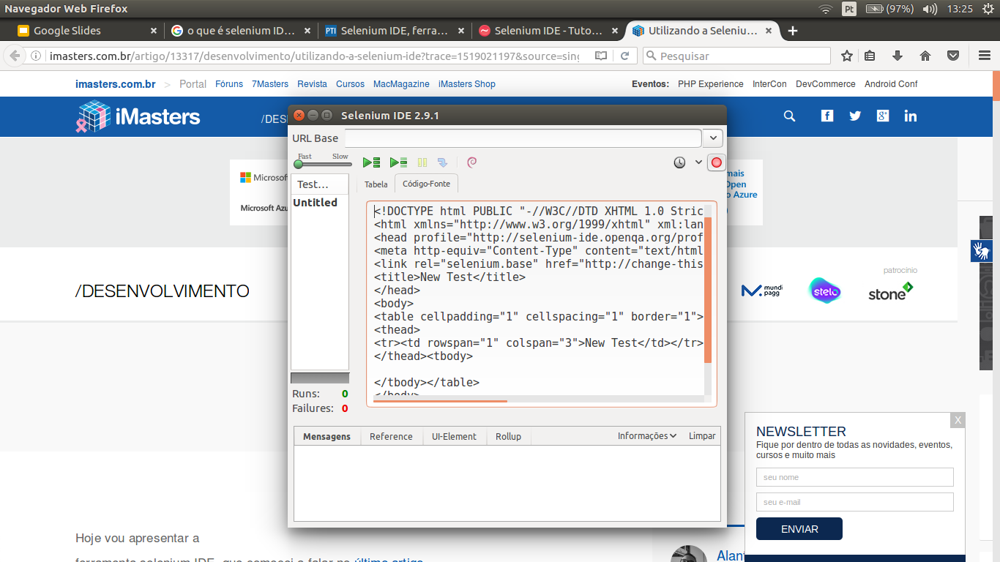 Navegador Web Firefox
Pt
(97%)
13:25
Google Slides
o que é selenium ID…
PTI
Selenium IDE, ferra…
Selenium IDE - Tuto…
Utilizando a Seleniu…
imasters.com.br/artigo/13317/desenvolvimento/utilizando-a-selenium-ide?trace=1519021197&source=sing
Pesquisar
imasters.com.br > Portal Fóruns 7Masters Revista Cursos MacMagazine iMasters Shop
Eventos: PHP Experience InterCon DevCommerce Android Conf
iMasters
/DES
Selenium IDE 2.9.1
URL Base
Fast Slow
Test…
Untitled
Tabela
Código-Fonte
<!DOCTYPE html PUBLIC "-//W3C//DTD XHTML 1.0 Stric
<html xmlns="http://www.w3.org/1999/xhtml" xml:lan
<head profile="http://selenium-ide.openqa.org/prof
<meta http-equiv="Content-Type" content="text/html
<link rel="selenium.base" href="http://change-this
<title>New Test</title>
</head>
<body>
<table cellpadding="1" cellspacing="1" border="1">
<thead>
<tr><td rowspan="1" colspan="3">New Test</td></tr>
</thead><tbody>
</tbody></table>
</body>
Runs: 0
Failures: 0
Mensagens Reference UI-Element Rollup Informações Limpar
Microsoft
Microsoft Azu
mais
Open
o Azure
/DESENVOLVIMENTO
patrocínio
mundi
pagg
stelo
stone
NEWSLETTER
X
Fique por dentro de todas as novidades, eventos,
cursos e muito mais
seu nome
seu e-mail
ENVIAR
Hoje vou apresentar a
ferramenta selenium IDE, que comecei a falar no último artigo
Alant